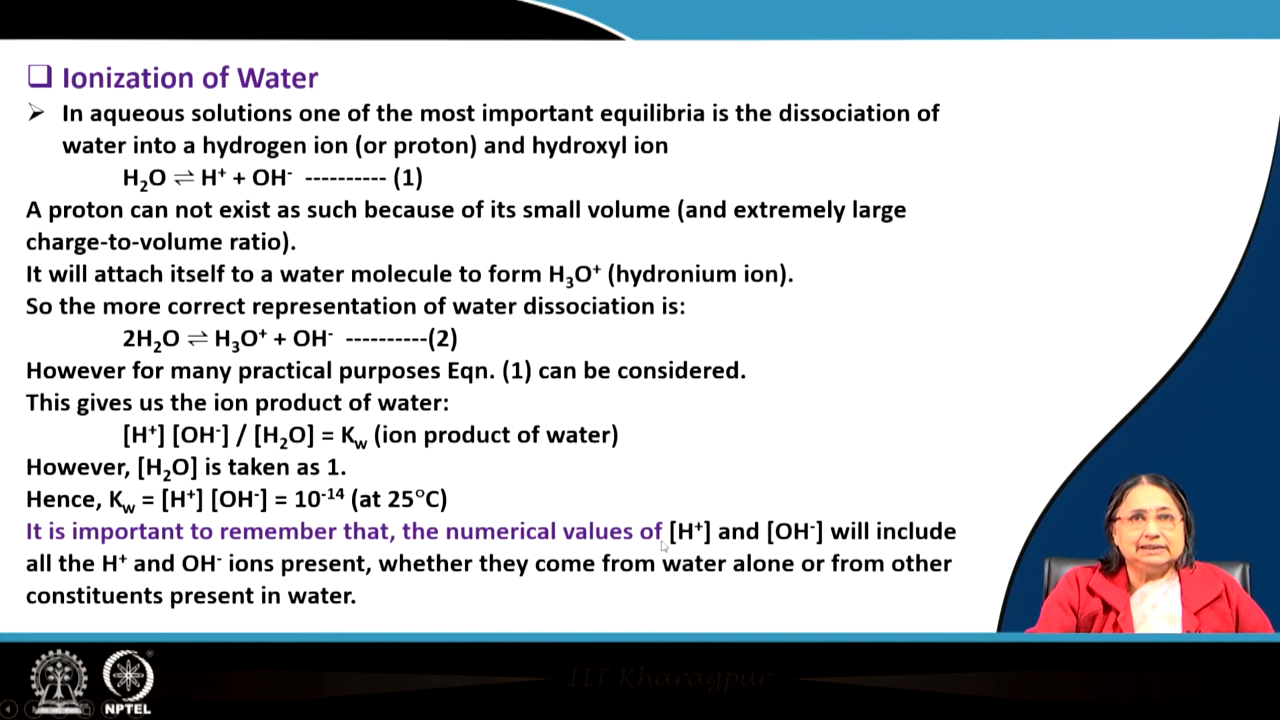 ❑ Ionization of Water
➢ In aqueous solutions one of the most important equilibria is the dissociation of
water into a hydrogen ion (or proton) and hydroxyl ion
H₂O ⇌ H⁺ + OH⁻ ---------- (1)
A proton can not exist as such because of its small volume (and extremely large
charge-to-volume ratio).
It will attach itself to a water molecule to form H₃O⁺ (hydronium ion).
So the more correct representation of water dissociation is:
2H₂O ⇌ H₃O⁺ + OH⁻ ----------(2)
However for many practical purposes Eqn. (1) can be considered.
This gives us the ion product of water:
[H⁺] [OH⁻] / [H₂O] = Kw (ion product of water)
However, [H₂O] is taken as 1.
Hence, Kw = [H⁺] [OH⁻] = 10⁻¹⁴ (at 25°C)
It is important to remember that, the numerical values of [H⁺] and [OH⁻] will include
all the H⁺ and OH⁻ ions present, whether they come from water alone or from other
constituents present in water.
IIT Kharagpur
NPTEL